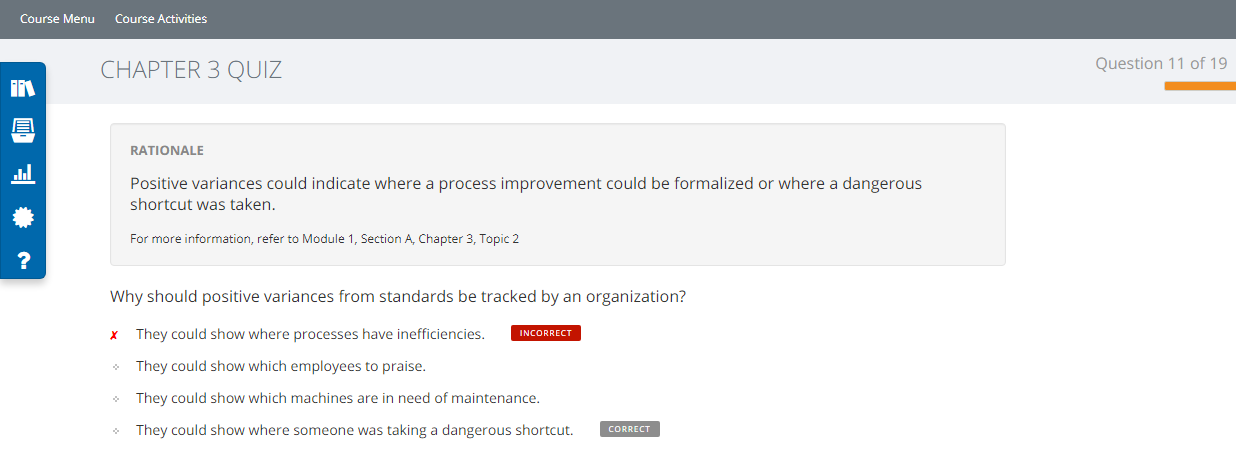 Course Menu Course Activities
CHAPTER 3 QUIZ
Question 11 of 19
RATIONALE
Positive variances could indicate where a process improvement could be formalized or where a dangerous
shortcut was taken.
For more information, refer to Module 1, Section A, Chapter 3, Topic 2
?
Why should positive variances from standards be tracked by an organization?
They could show where processes have inefficiencies. INCORRECT
They could show which employees to praise.
They could show which machines are in need of maintenance.
They could show where someone was taking a dangerous shortcut. CORRECT